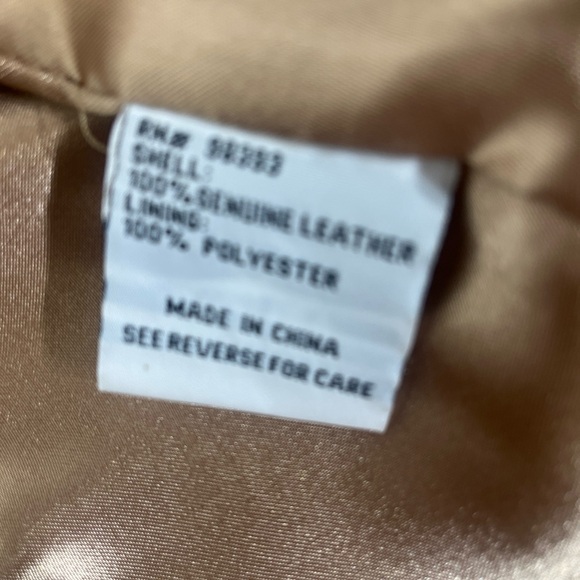 RN#
SHELL:
100% GENUINE LEATHER
LINING:
100% POLYESTER
MADE IN CHINA
SEE REVERSE FOR CARE